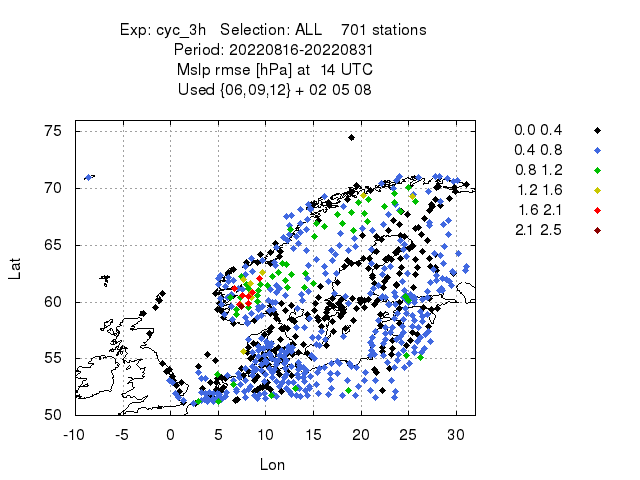 Exp: cyc_3h Selection: ALL 701 stations
Period: 20220816-20220831
Mslp rmse [hPa] at 14 UTC
Used {06,09,12} + 02 05 08
0.0 0.4
0.4 0.8
0.8 1.2
1.2 1.6
1.6 2.1
2.1 2.5
75
70
65
60
55
50
Lat
-10 -5 0 5 10 15 20 25 30
Lon